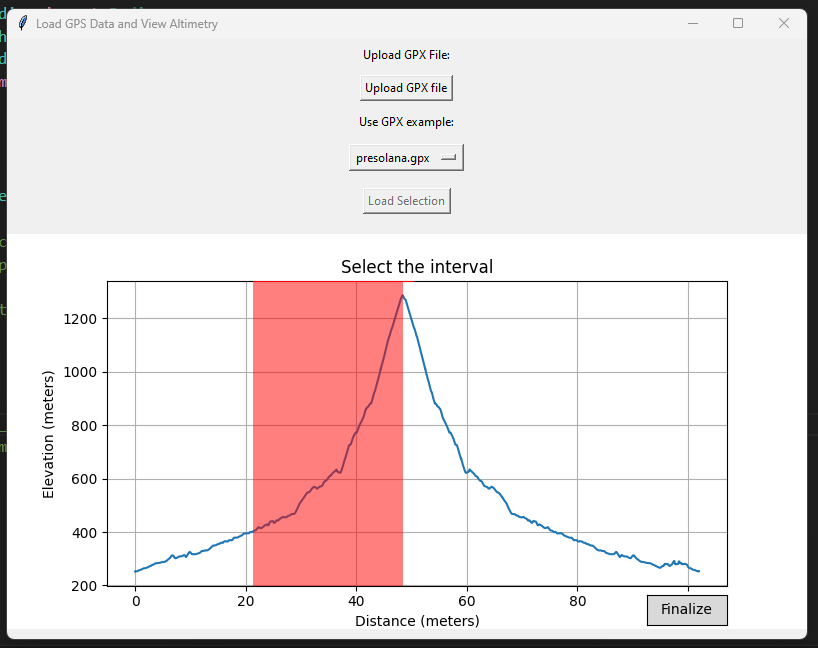 Load GPS Data and View Altimetry
Upload GPX File:
Upload GPX file
Use GPX example:
presolana.gpx
Load Selection
Select the interval
1200
1000
800
600
400
200
Elevation (meters)
0 20 40 60 80
Distance (meters)
Finalize